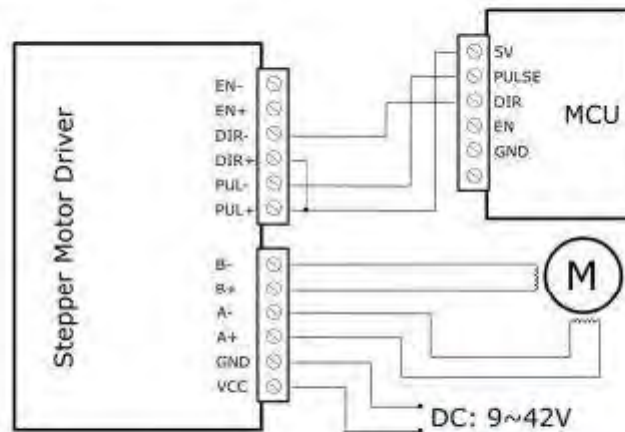 Stepper Motor Driver
EN-
EN+
DIR-
DIR+
PUL-
PUL+
B-
B+
A-
A+
GND
VCC
5V
PULSE
DIR
EN
GND
MCU
M
DC: 9~42V